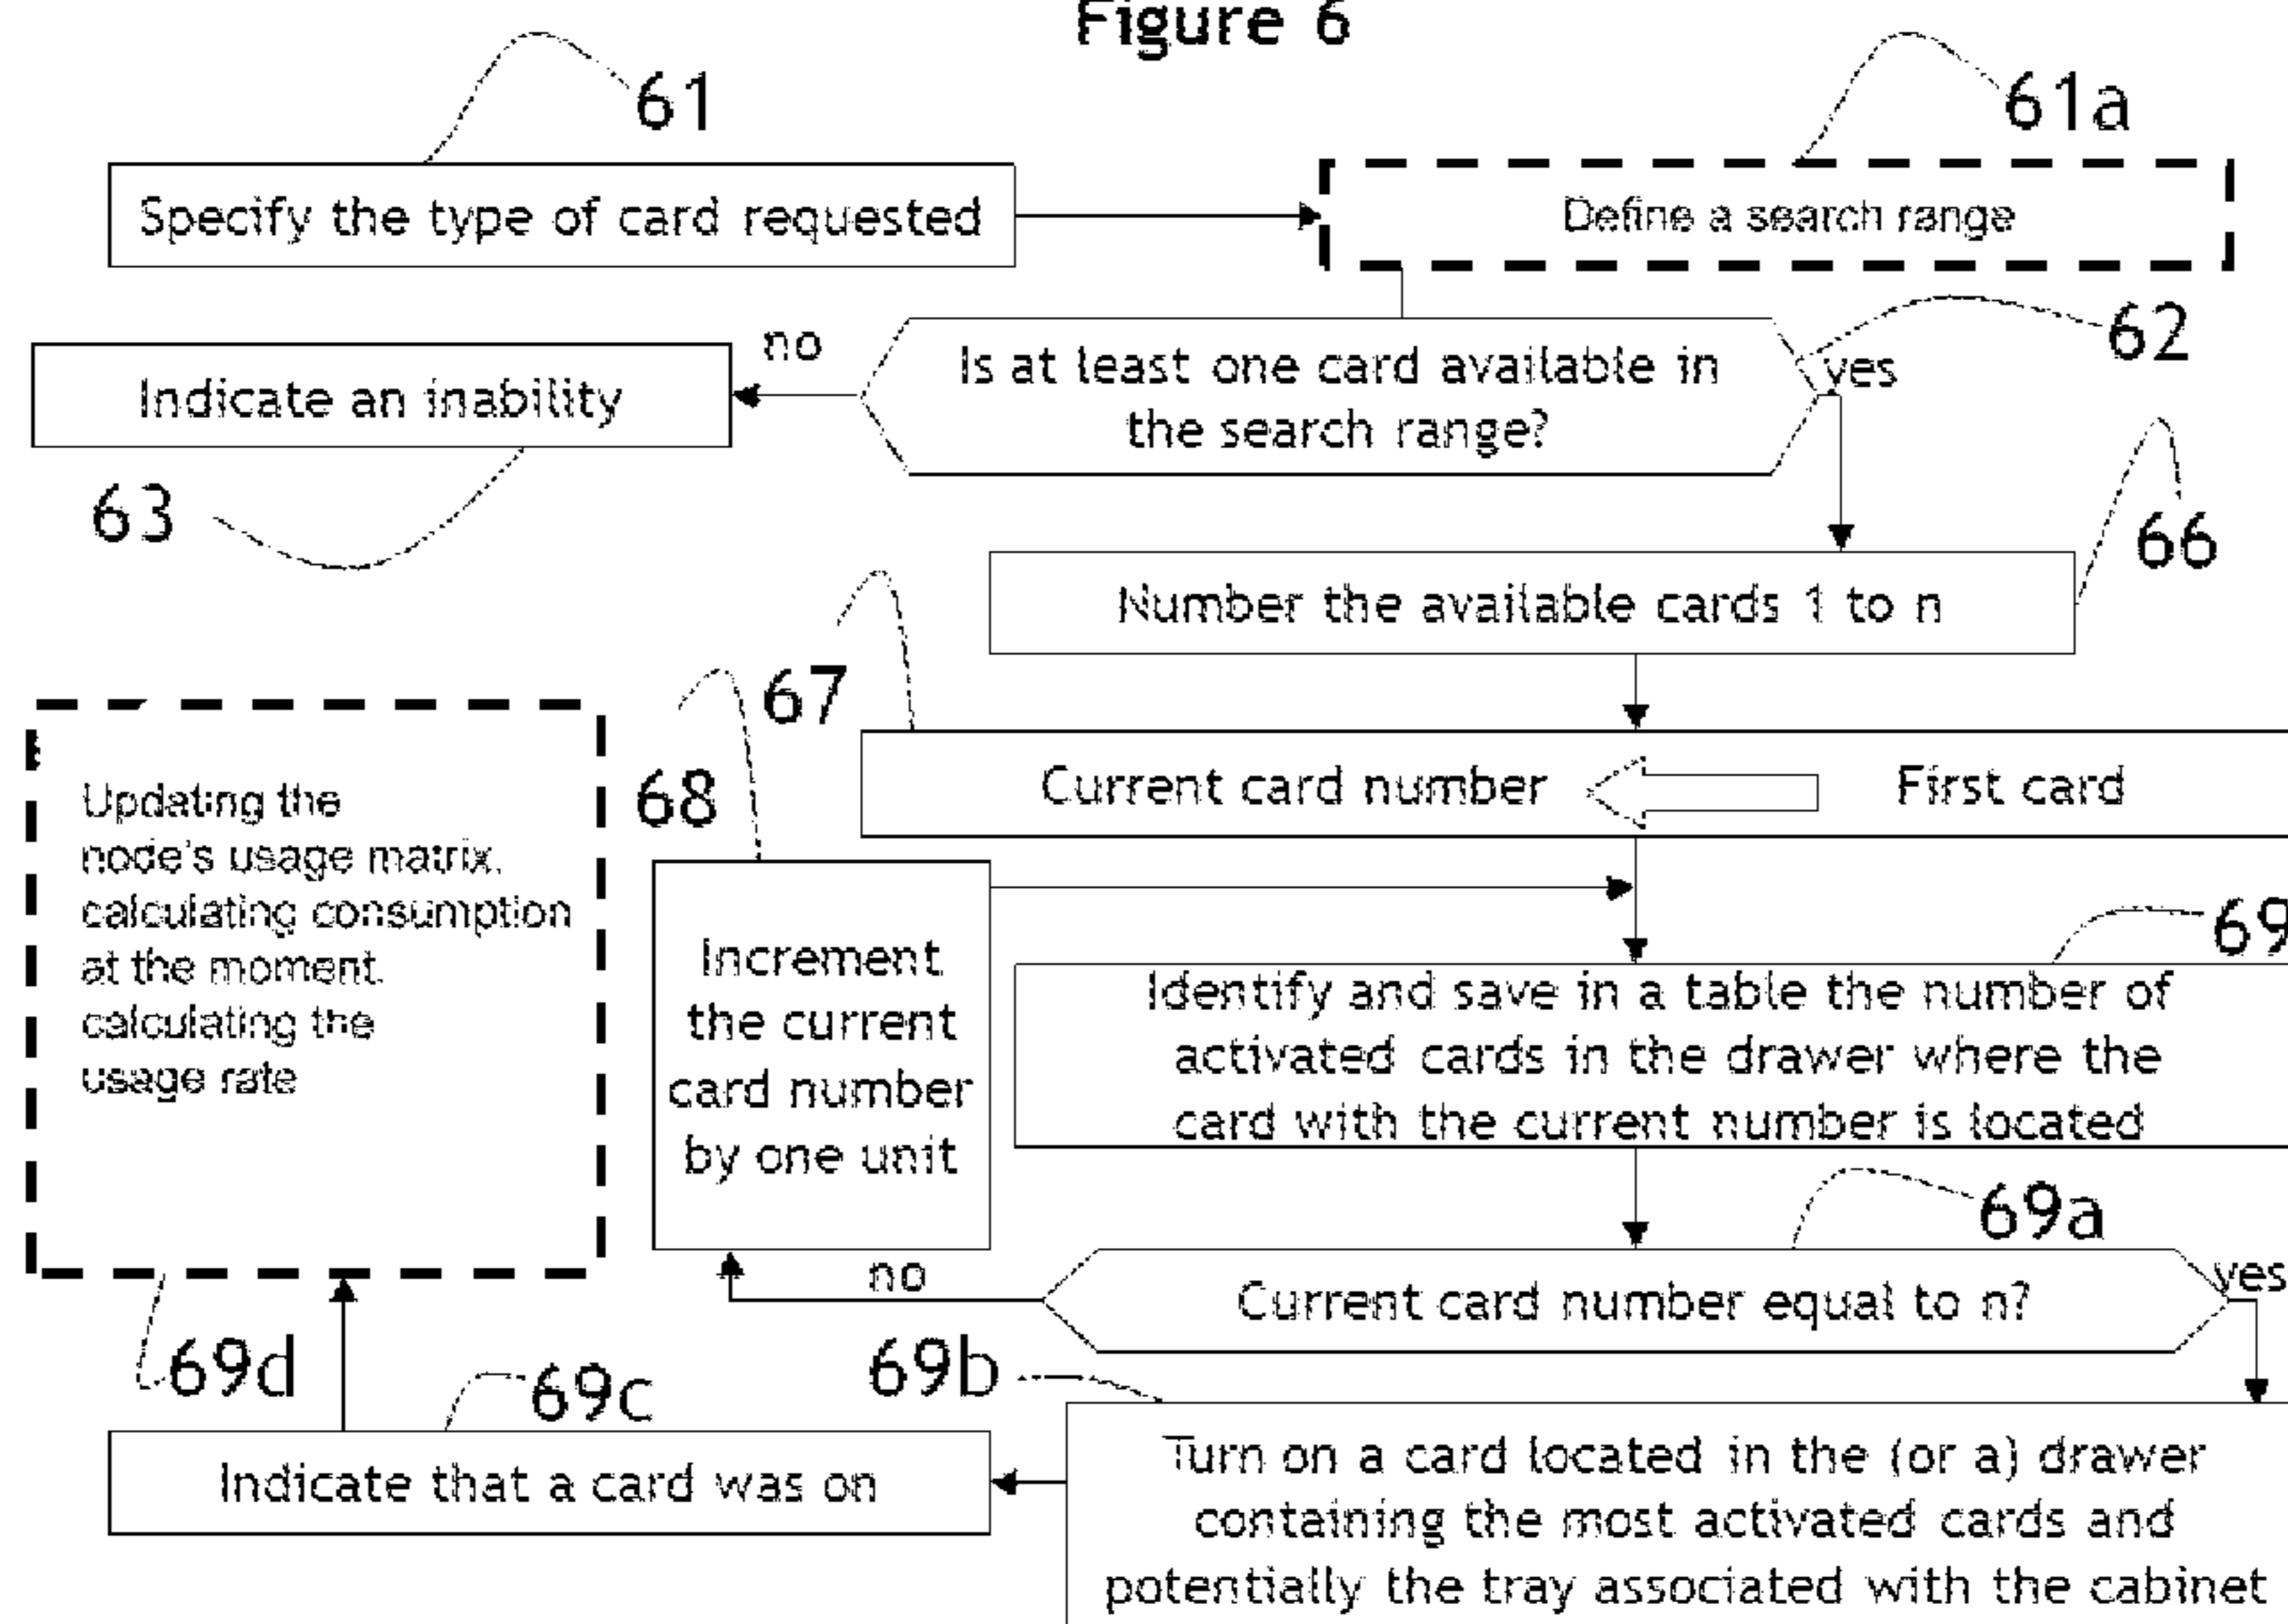 Figure 6
61
61a
Specify the type of card requested
Define a search range
62
no
yes
Is at least one card available in
the search range?
Indicate an inability
63
66
Number the available cards 1 to n
67
Current card number
First card
68
Updating the
node's usage matrix,
calculating consumption
at the moment.
calculating the
usage rate
Increment
the current
card number
by one unit
69
Identify and save in a table the number of
activated cards in the drawer where the
card with the current number is located
69a
no
yes
Current card number equal to n?
69d
69c
69b
Indicate that a card was on
Turn on a card located in the (or a) drawer
containing the most activated cards and
potentially the tray associated with the cabinet